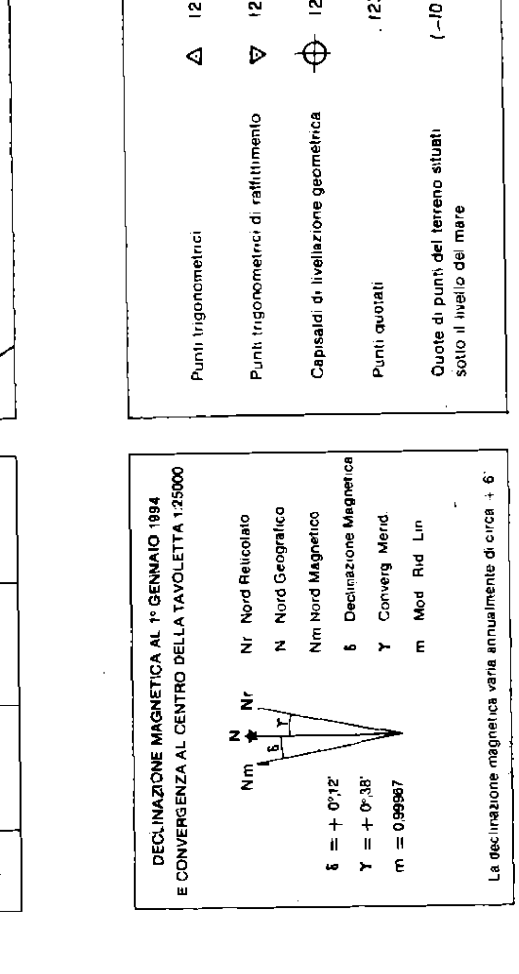 DECLINAZIONE MAGNETICA AL 1° GENNAIO 1994
E CONVERGENZA AL CENTRO DELLA TAVOLETTA 1:25000
Nm N Nr
δ γ
δ = + 0°,12'
γ = + 0°,38'
m = 0,99967
Nr Nord Reticolato
N Nord Geografico
Nm Nord Magnetico
δ Declinazione Magnetica
γ Converg Merid.
m Mod Rid Lin
La declinazione magnetica varia annualmente di circa + 6'
Punti trigonometrici
Punti trigonometrici di raffittimento
Capisaldi di livellazione geometrica
Punti quotati
Quote di punti del terreno situati
sotto il livello del mare